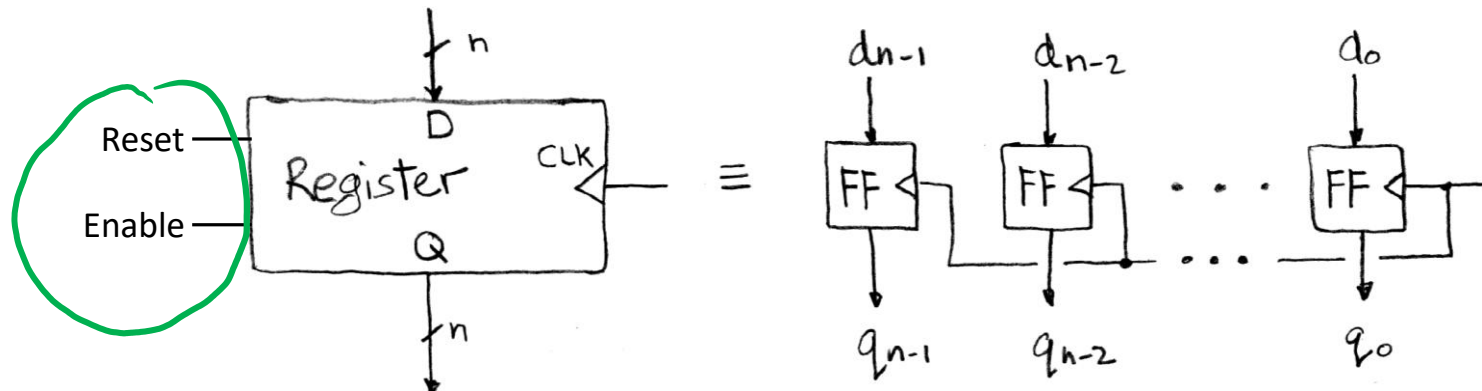 n
Reset
D
Register
CLK
Enable
Q
n
≡
dn-1 dn-2 d0
FF FF . . . FF
. . .
qn-1 qn-2 q0